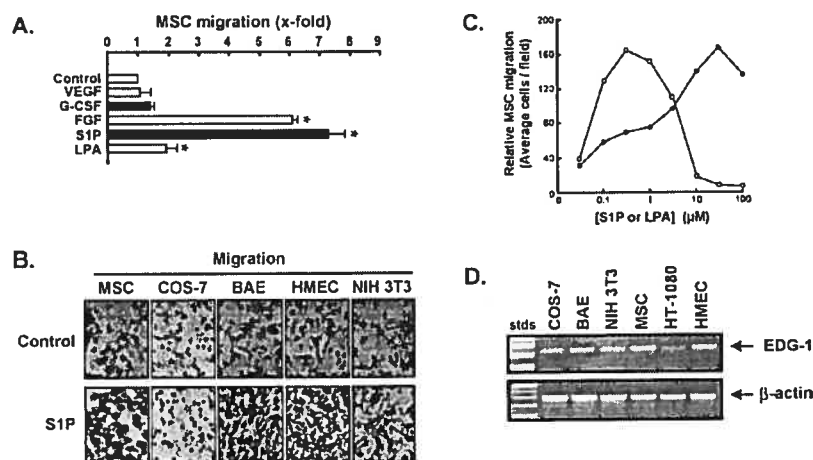 A.
MSC migration (x-fold)
0 1 2 3 4 5 6 7 8 9
Control
VEGF
G-CSF
FGF *
S1P *
LPA *
B.
Migration
MSC COS-7 BAE HMEC NIH 3T3
Control
S1P
C.
Relative MSC migration
(Average cells / field)
200
160
120
80
40
0 0.1 1 10 100
[S1P or LPA] (µM)
D.
stds COS-7 BAE NIH 3T3 MSC HT-1080 HMEC
EDG-1
β-actin